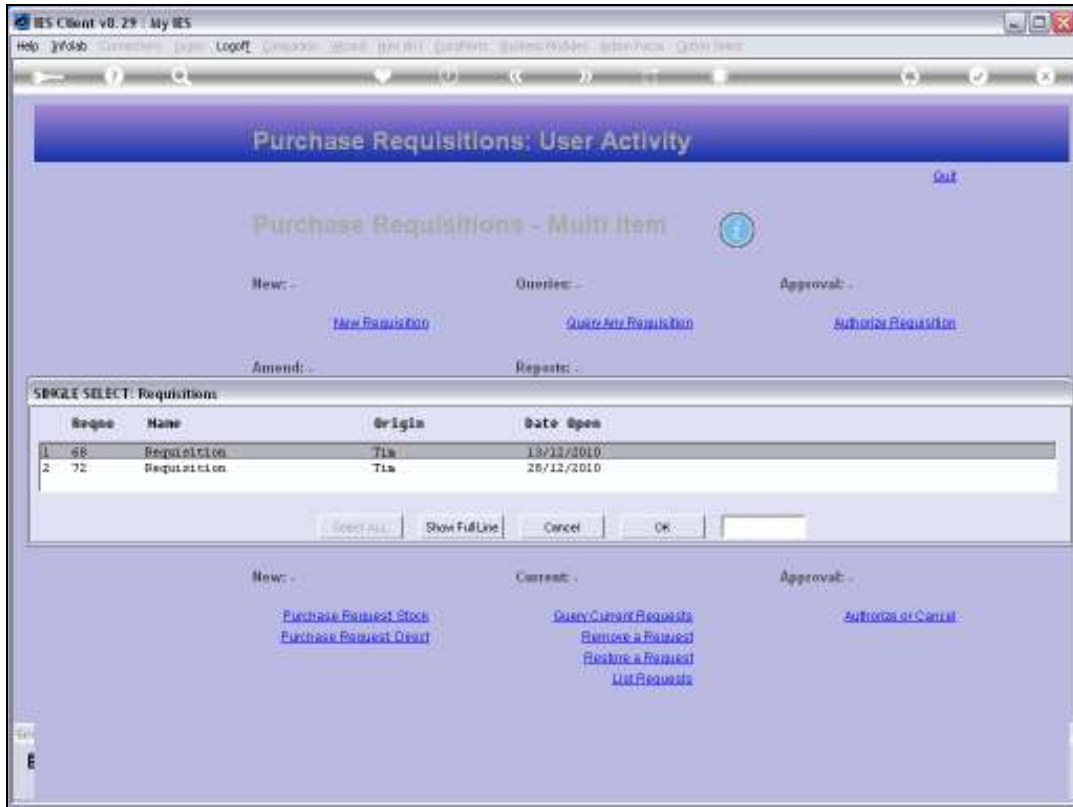 IES Client v8.29 : My IES
Help Infolab Logoff
Purchase Requisitions: User Activity
Quit
Purchase Requisitions - Multi Item
i
New: - Queries: - Approval: -
New Requisition Query Any Requisition Authorize Requisition
Amend: - Reports: -
SINGLE SELECT: Requisitions
Reqno Name Origin Date Open
1 68 Requisition Tim 13/12/2010
2 72 Requisition Tim 28/12/2010
Select ALL Show Full Line Cancel OK
New: - Current: - Approval: -
Purchase Request Stock Query Current Requests Authorize or Cancel
Purchase Request Direct Remove a Request
Restore a Request
List Requests